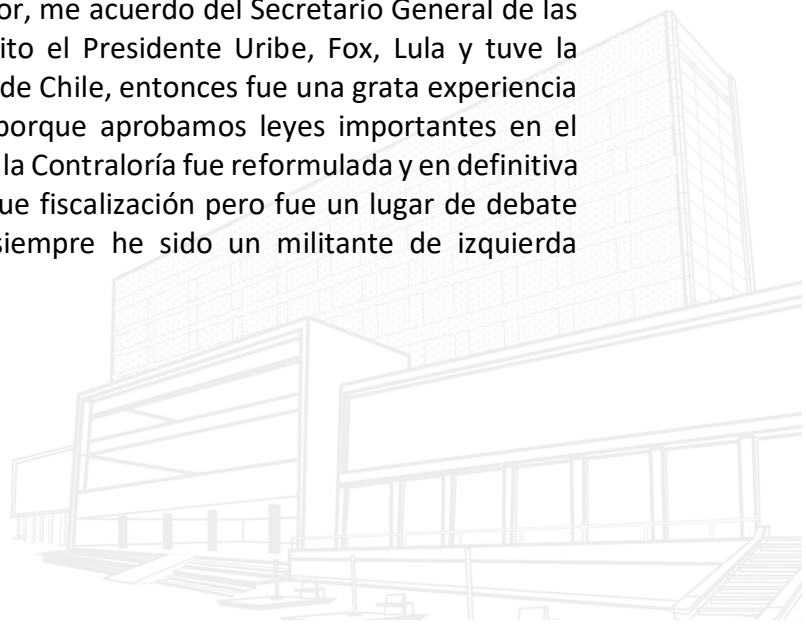 or, me acuerdo del Secretario General de las
ito el Presidente Uribe, Fox, Lula y tuve la
de Chile, entonces fue una grata experiencia
porque aprobamos leyes importantes en el
la Contraloría fue reformulada y en definitiva
ue fiscalización pero fue un lugar de debate
siempre he sido un militante de izquierda